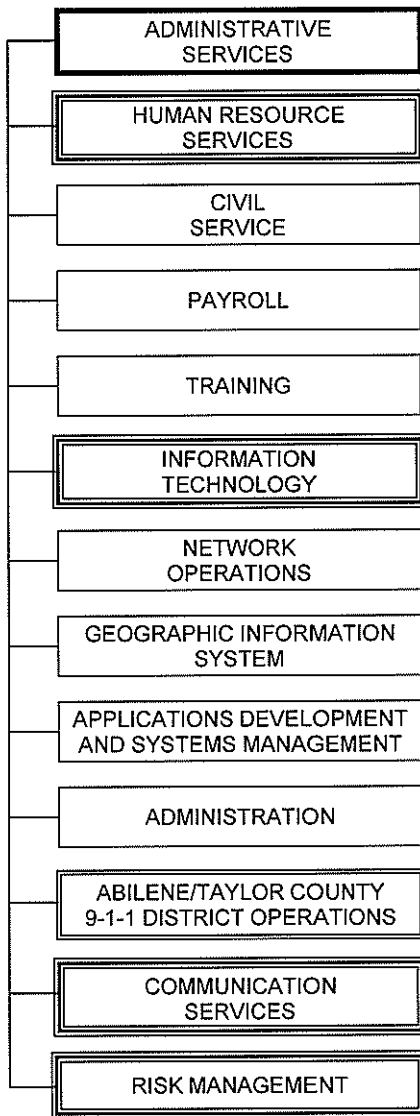 ADMINISTRATIVE
SERVICES
HUMAN RESOURCE
SERVICES
CIVIL
SERVICE
PAYROLL
TRAINING
INFORMATION
TECHNOLOGY
NETWORK
OPERATIONS
GEOGRAPHIC INFORMATION
SYSTEM
APPLICATIONS DEVELOPMENT
AND SYSTEMS MANAGEMENT
ADMINISTRATION
ABILENE/TAYLOR COUNTY
9-1-1 DISTRICT OPERATIONS
COMMUNICATION
SERVICES
RISK MANAGEMENT